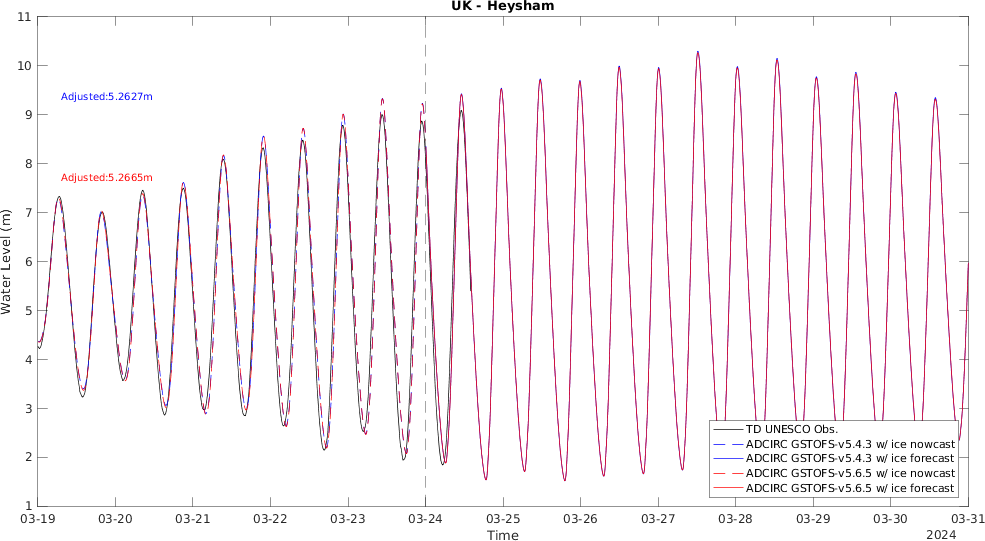 UK - Heysham
11
10
9
8
7
6
5
4
3
2
1
Water Level (m)
Adjusted:5.2627m
Adjusted:5.2665m
TD UNESCO Obs.
ADCIRC GSTOFS-v5.4.3 w/ ice nowcast
ADCIRC GSTOFS-v5.4.3 w/ ice forecast
ADCIRC GSTOFS-v5.6.5 w/ ice nowcast
ADCIRC GSTOFS-v5.6.5 w/ ice forecast
03-19 03-20 03-21 03-22 03-23 03-24 03-25 03-26 03-27 03-28 03-29 03-30 03-31
Time
2024